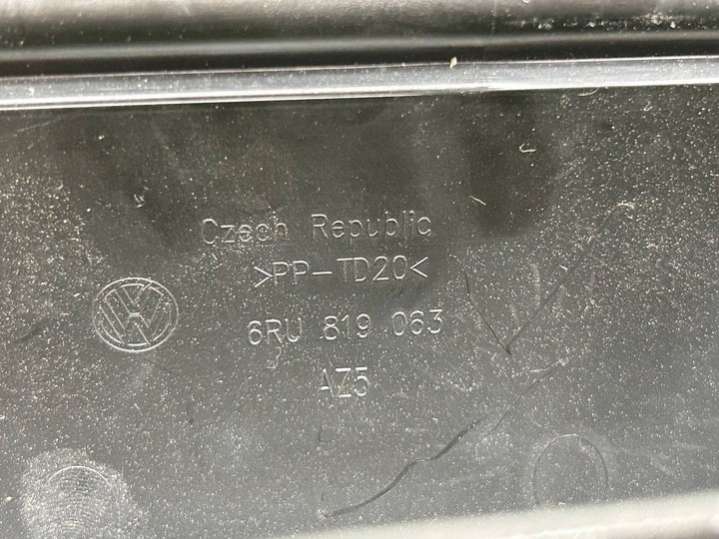 Czech Republic
>PP-TD20<
6RU 819 063
AZ5